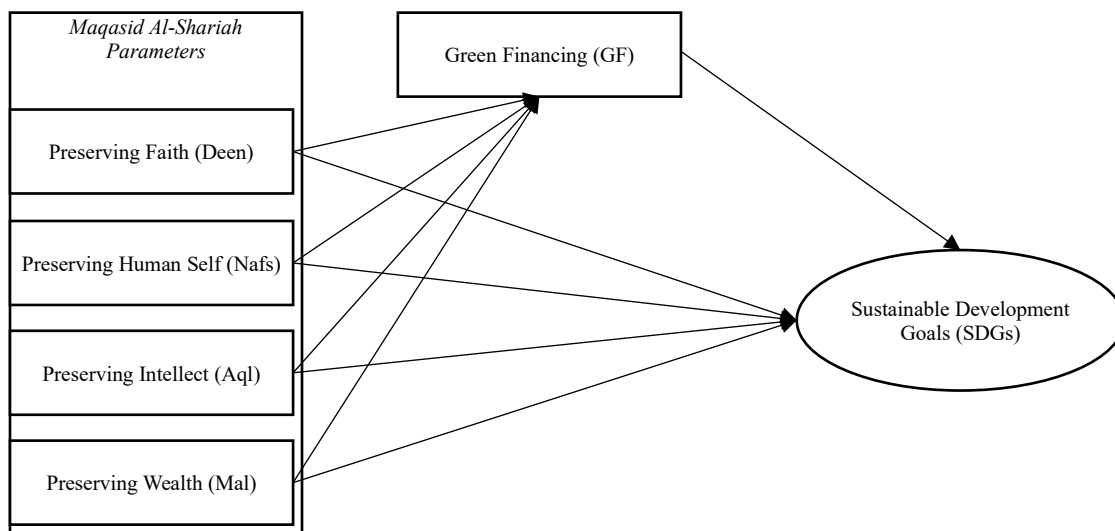 Maqasid Al-Shariah
Parameters
Green Financing (GF)
Preserving Faith (Deen)
Preserving Human Self (Nafs)
Sustainable Development
Goals (SDGs)
Preserving Intellect (Aql)
Preserving Wealth (Mal)